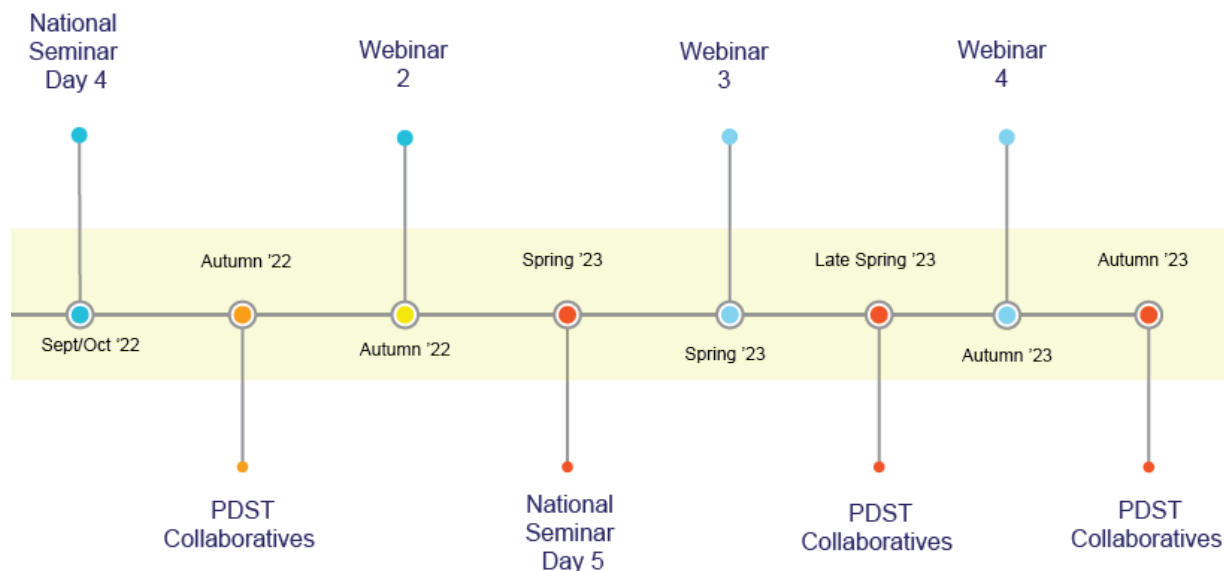 National
Seminar
Day 4
Webinar
2
Webinar
3
Webinar
4
Autumn '22
Spring '23
Late Spring '23
Autumn '23
Sept/Oct '22
Autumn '22
Spring '23
Autumn '23
PDST
Collaboratives
National
Seminar
Day 5
PDST
Collaboratives
PDST
Collaboratives